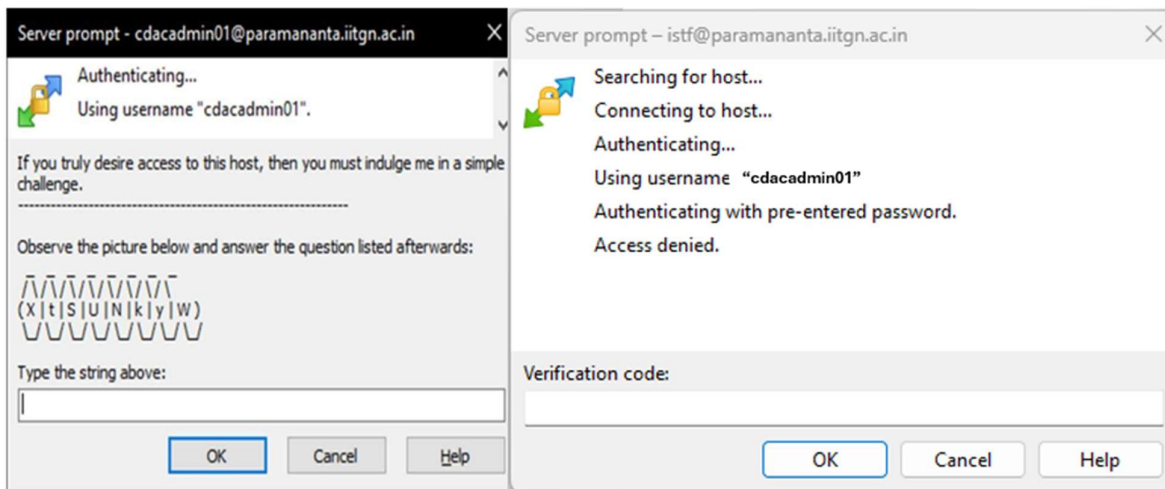 Server prompt - cdacadmin01@paramananta.iitgn.ac.in
Authenticating...
Using username "cdacadmin01".
If you truly desire access to this host, then you must indulge me in a simple
challenge.
-----------------------------------------------------------
Observe the picture below and answer the question listed afterwards:
(X|t|S|U|N|k|y|W)
Type the string above:
OK
Cancel
Help
Server prompt – istf@paramananta.iitgn.ac.in
Searching for host...
Connecting to host...
Authenticating...
Using username “cdacadmin01”
Authenticating with pre-entered password.
Access denied.
Verification code:
OK
Cancel
Help